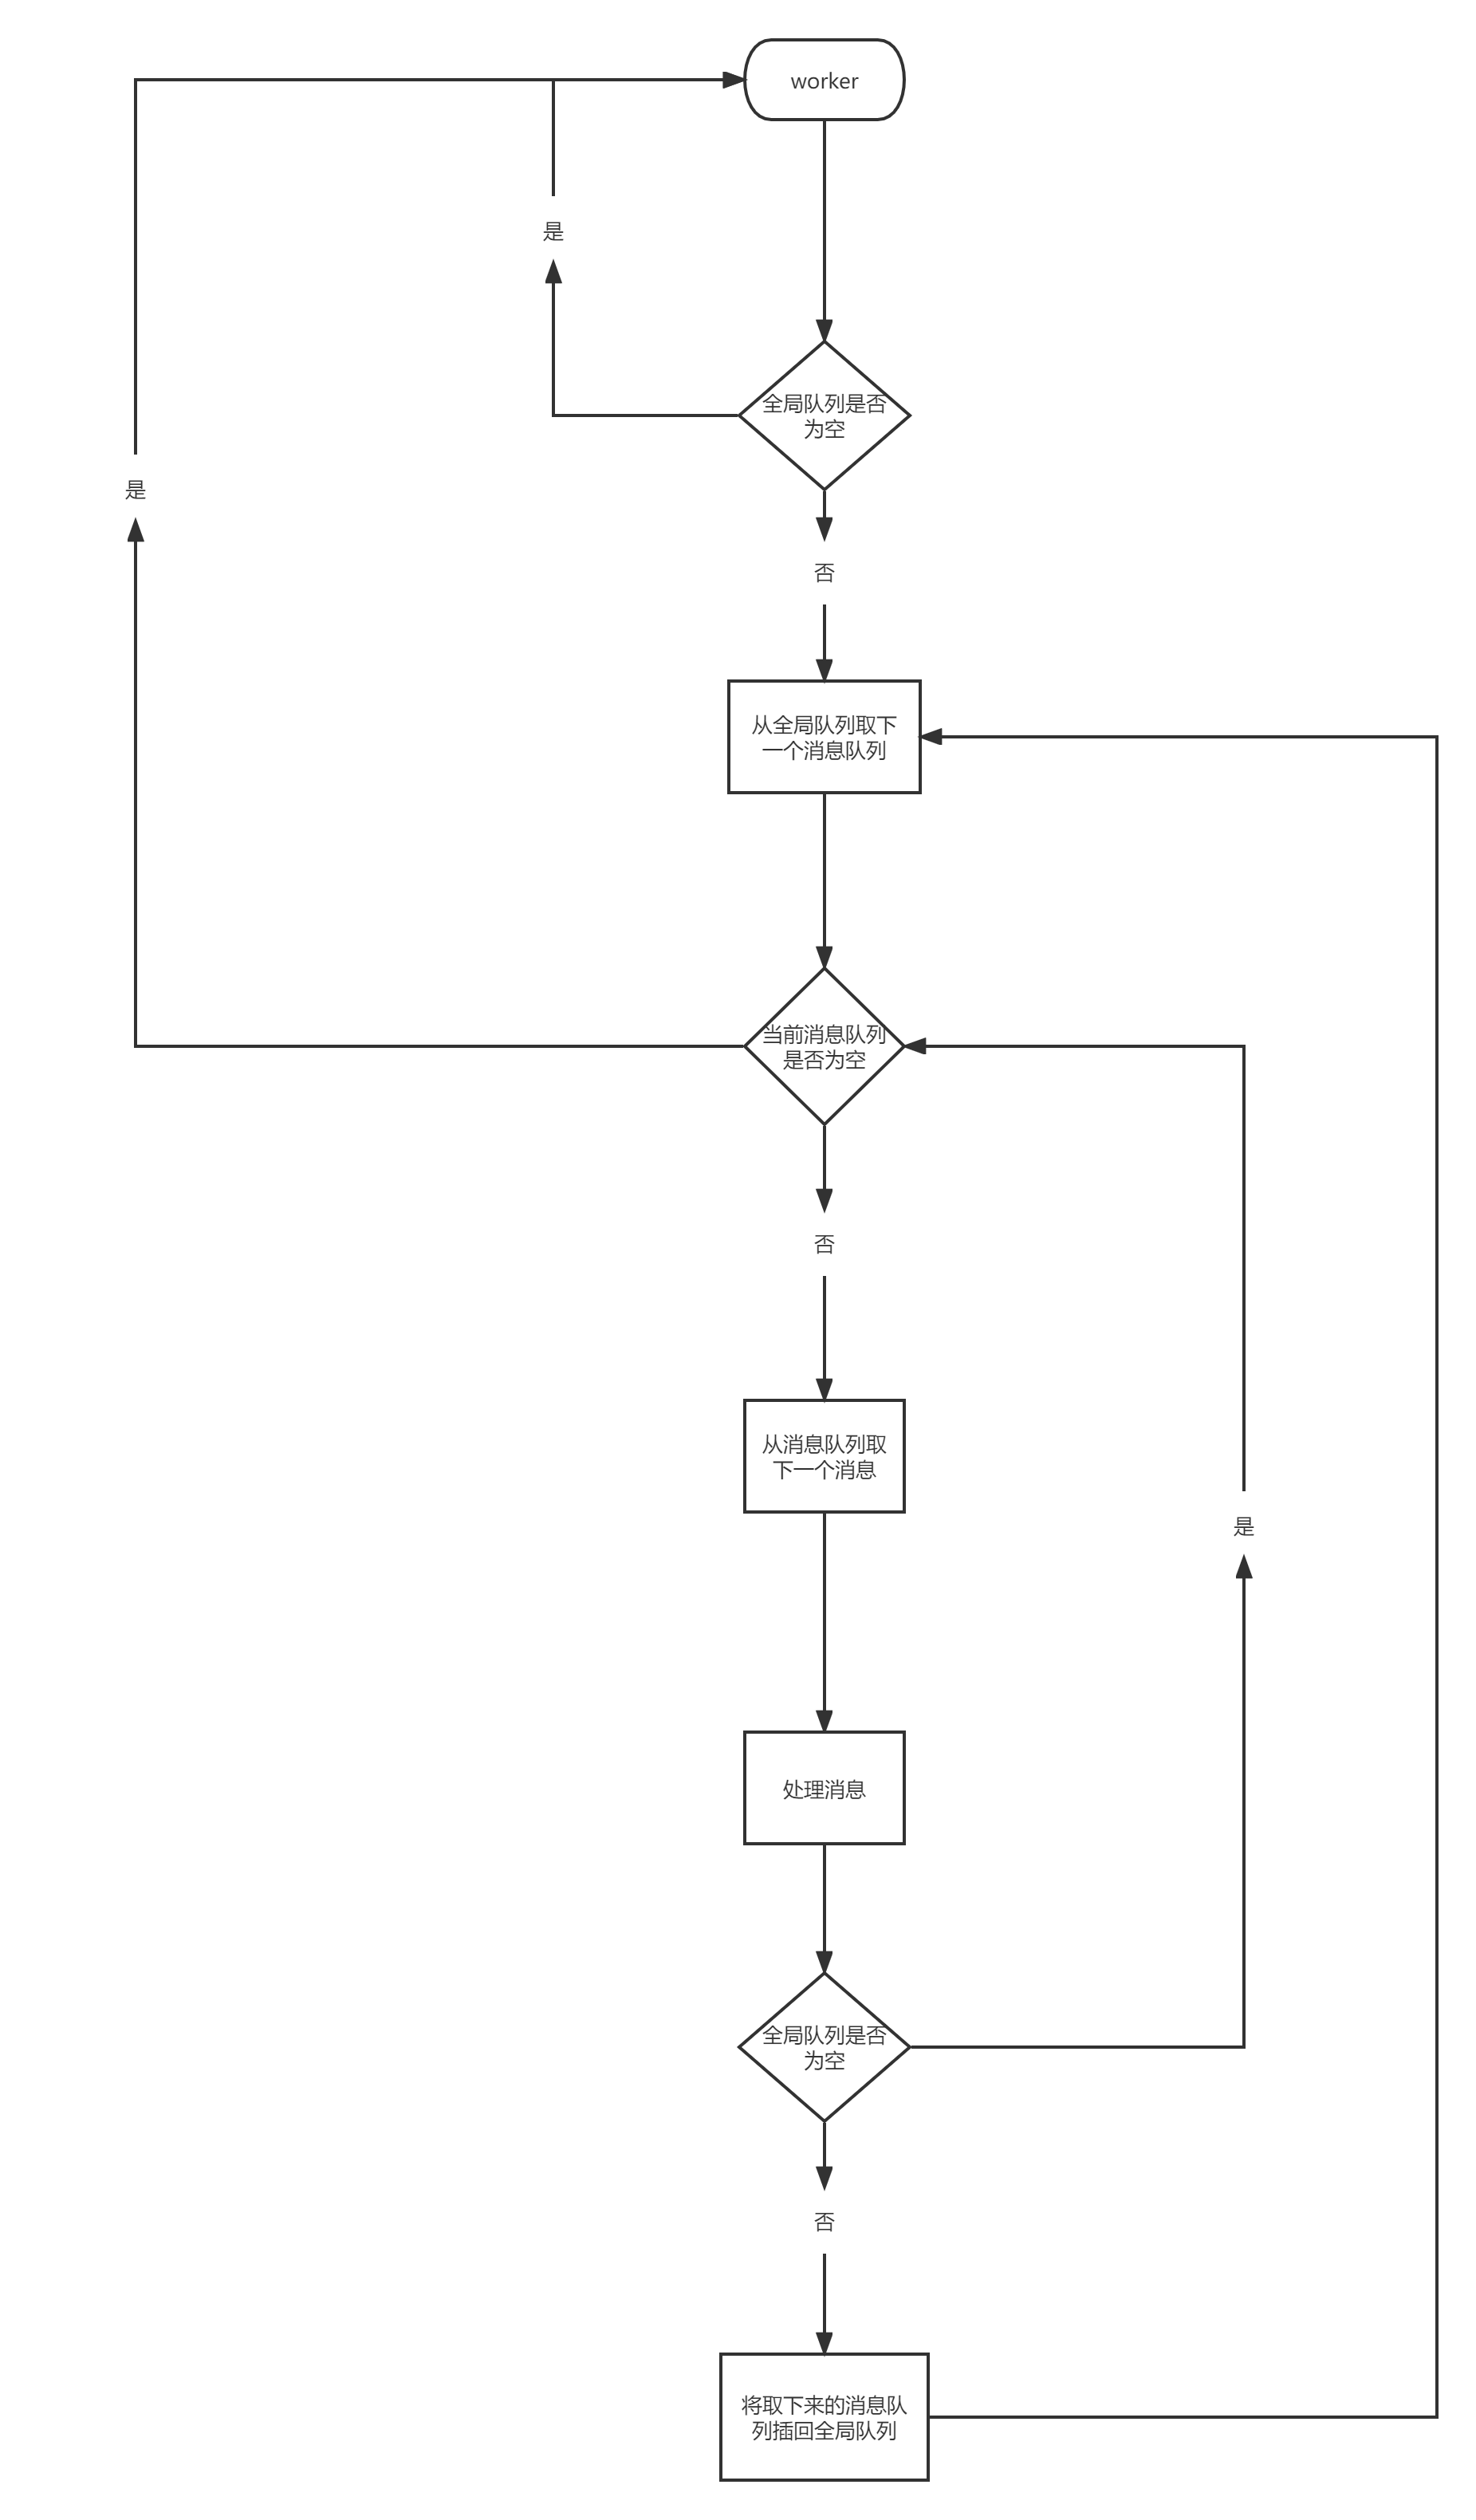 worker
是
全局队列是否
为空
是
否
从全局队列取下
一个消息队列
当前消息队列
是否为空
否
从消息队列取
下一个消息
是
处理消息
全局队列是否
为空
否
将取下来的消息队
列插回全局队列